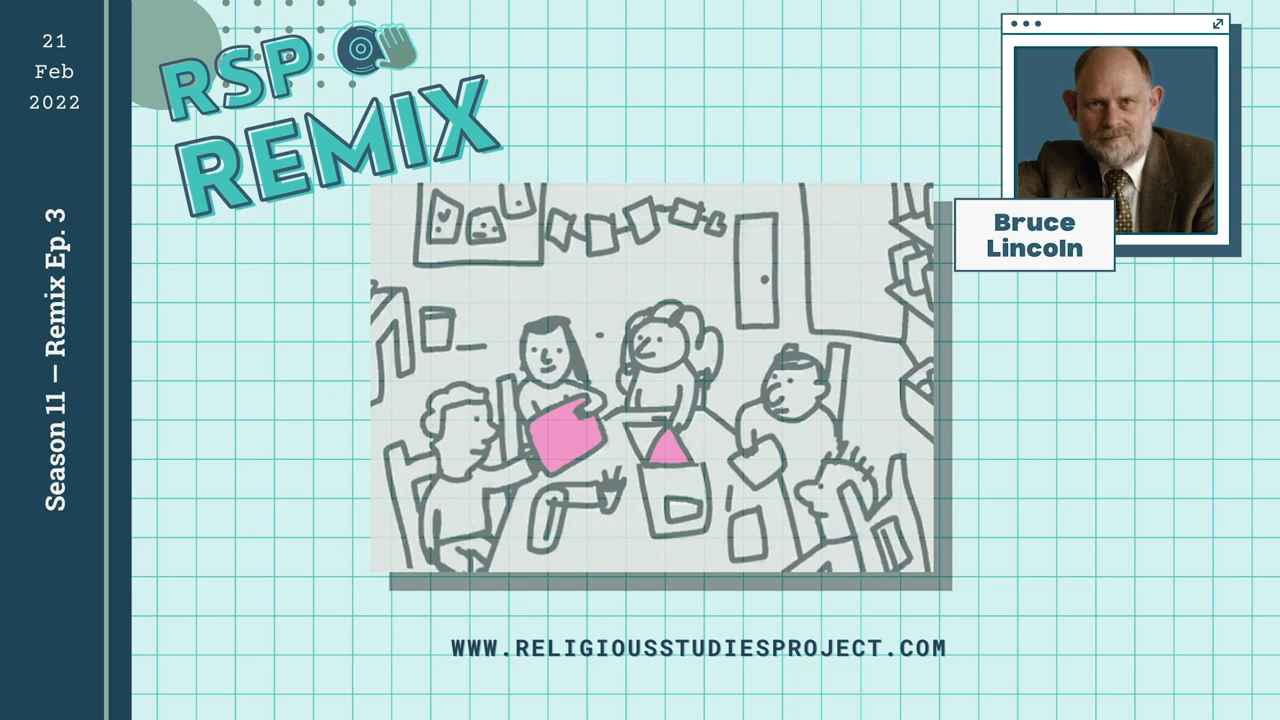 21
Feb
2022
Season 11 — Remix Ep. 3
RSP
REMIX
Bruce
Lincoln
WWW.RELIGIOUSSTUDIESPROJECT.COM